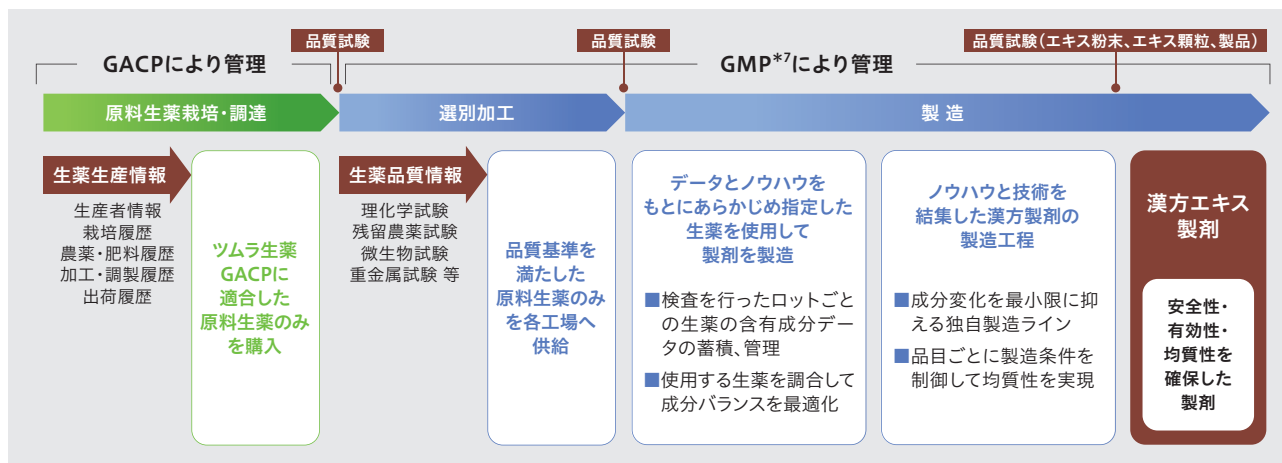 品質試験
品質試験
品質試験（エキス粉末、エキス顆粒、製品）
GACPにより管理
GMP*7により管理
原料生薬栽培・調達
選別加工
製 造
生薬生産情報
生産者情報
栽培履歴
農薬・肥料履歴
加工・調製履歴
出荷履歴
ツムラ生薬
GACPに
適合した
原料生薬のみ
を購入
生薬品質情報
理化学試験
残留農薬試験
微生物試験
重金属試験 等
品質基準を
満たした
原料生薬のみ
を各工場へ
供給
データとノウハウを
もとにあらかじめ指定した
生薬を使用して
製剤を製造
■検査を行ったロットごと
の生薬の含有成分デー
タの蓄積、管理
■使用する生薬を調合して
成分バランスを最適化
ノウハウと技術を
結集した漢方製剤の
製造工程
■成分変化を最小限に抑
える独自製造ライン
■品目ごとに製造条件を
制御して均質性を実現
漢方エキス
製剤
安全性・
有効性・
均質性を
確保した
製剤